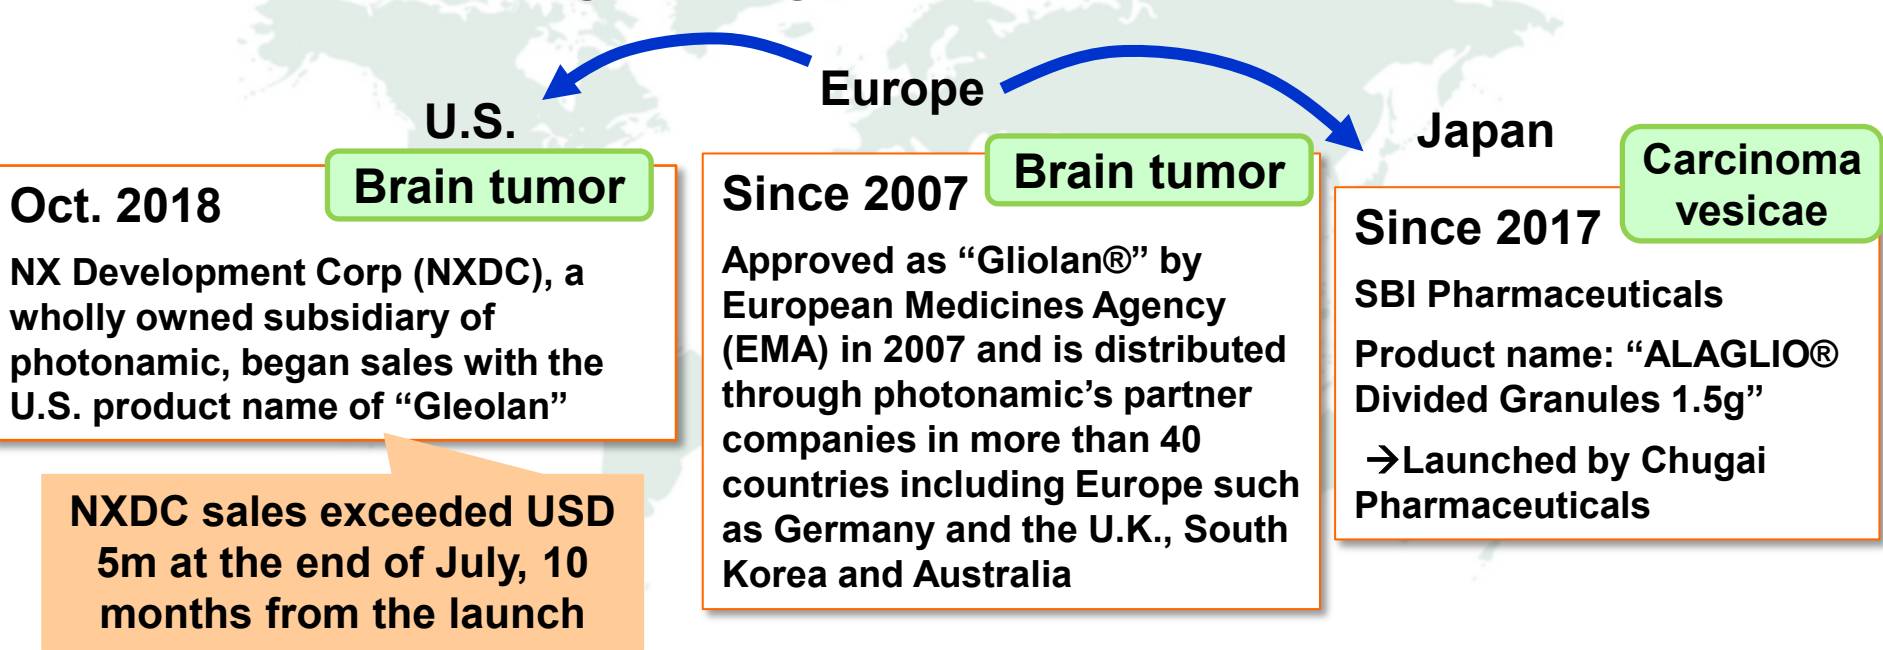 U.S.
Brain tumor
Oct. 2018
NX Development Corp (NXDC), a
wholly owned subsidiary of
photonamic, began sales with the
U.S. product name of “Gleolan”
NXDC sales exceeded USD
5m at the end of July, 10
months from the launch
Europe
Brain tumor
Since 2007
Approved as “Gliolan®” by
European Medicines Agency
(EMA) in 2007 and is distributed
through photonamic’s partner
companies in more than 40
countries including Europe such
as Germany and the U.K., South
Korea and Australia
Japan
Carcinoma
vesicae
Since 2017
SBI Pharmaceuticals
Product name: “ALAGLIO®
Divided Granules 1.5g”
→Launched by Chugai
Pharmaceuticals